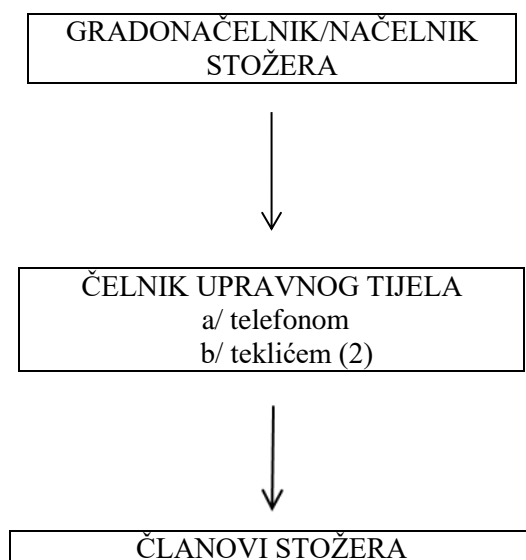 GRADONAČELNIK/NAČELNIK
STOŽERA
ČELNIK UPRAVNOG TIJELA
a/ telefonom
b/ teklićem (2)
ČLANOVI STOŽERA